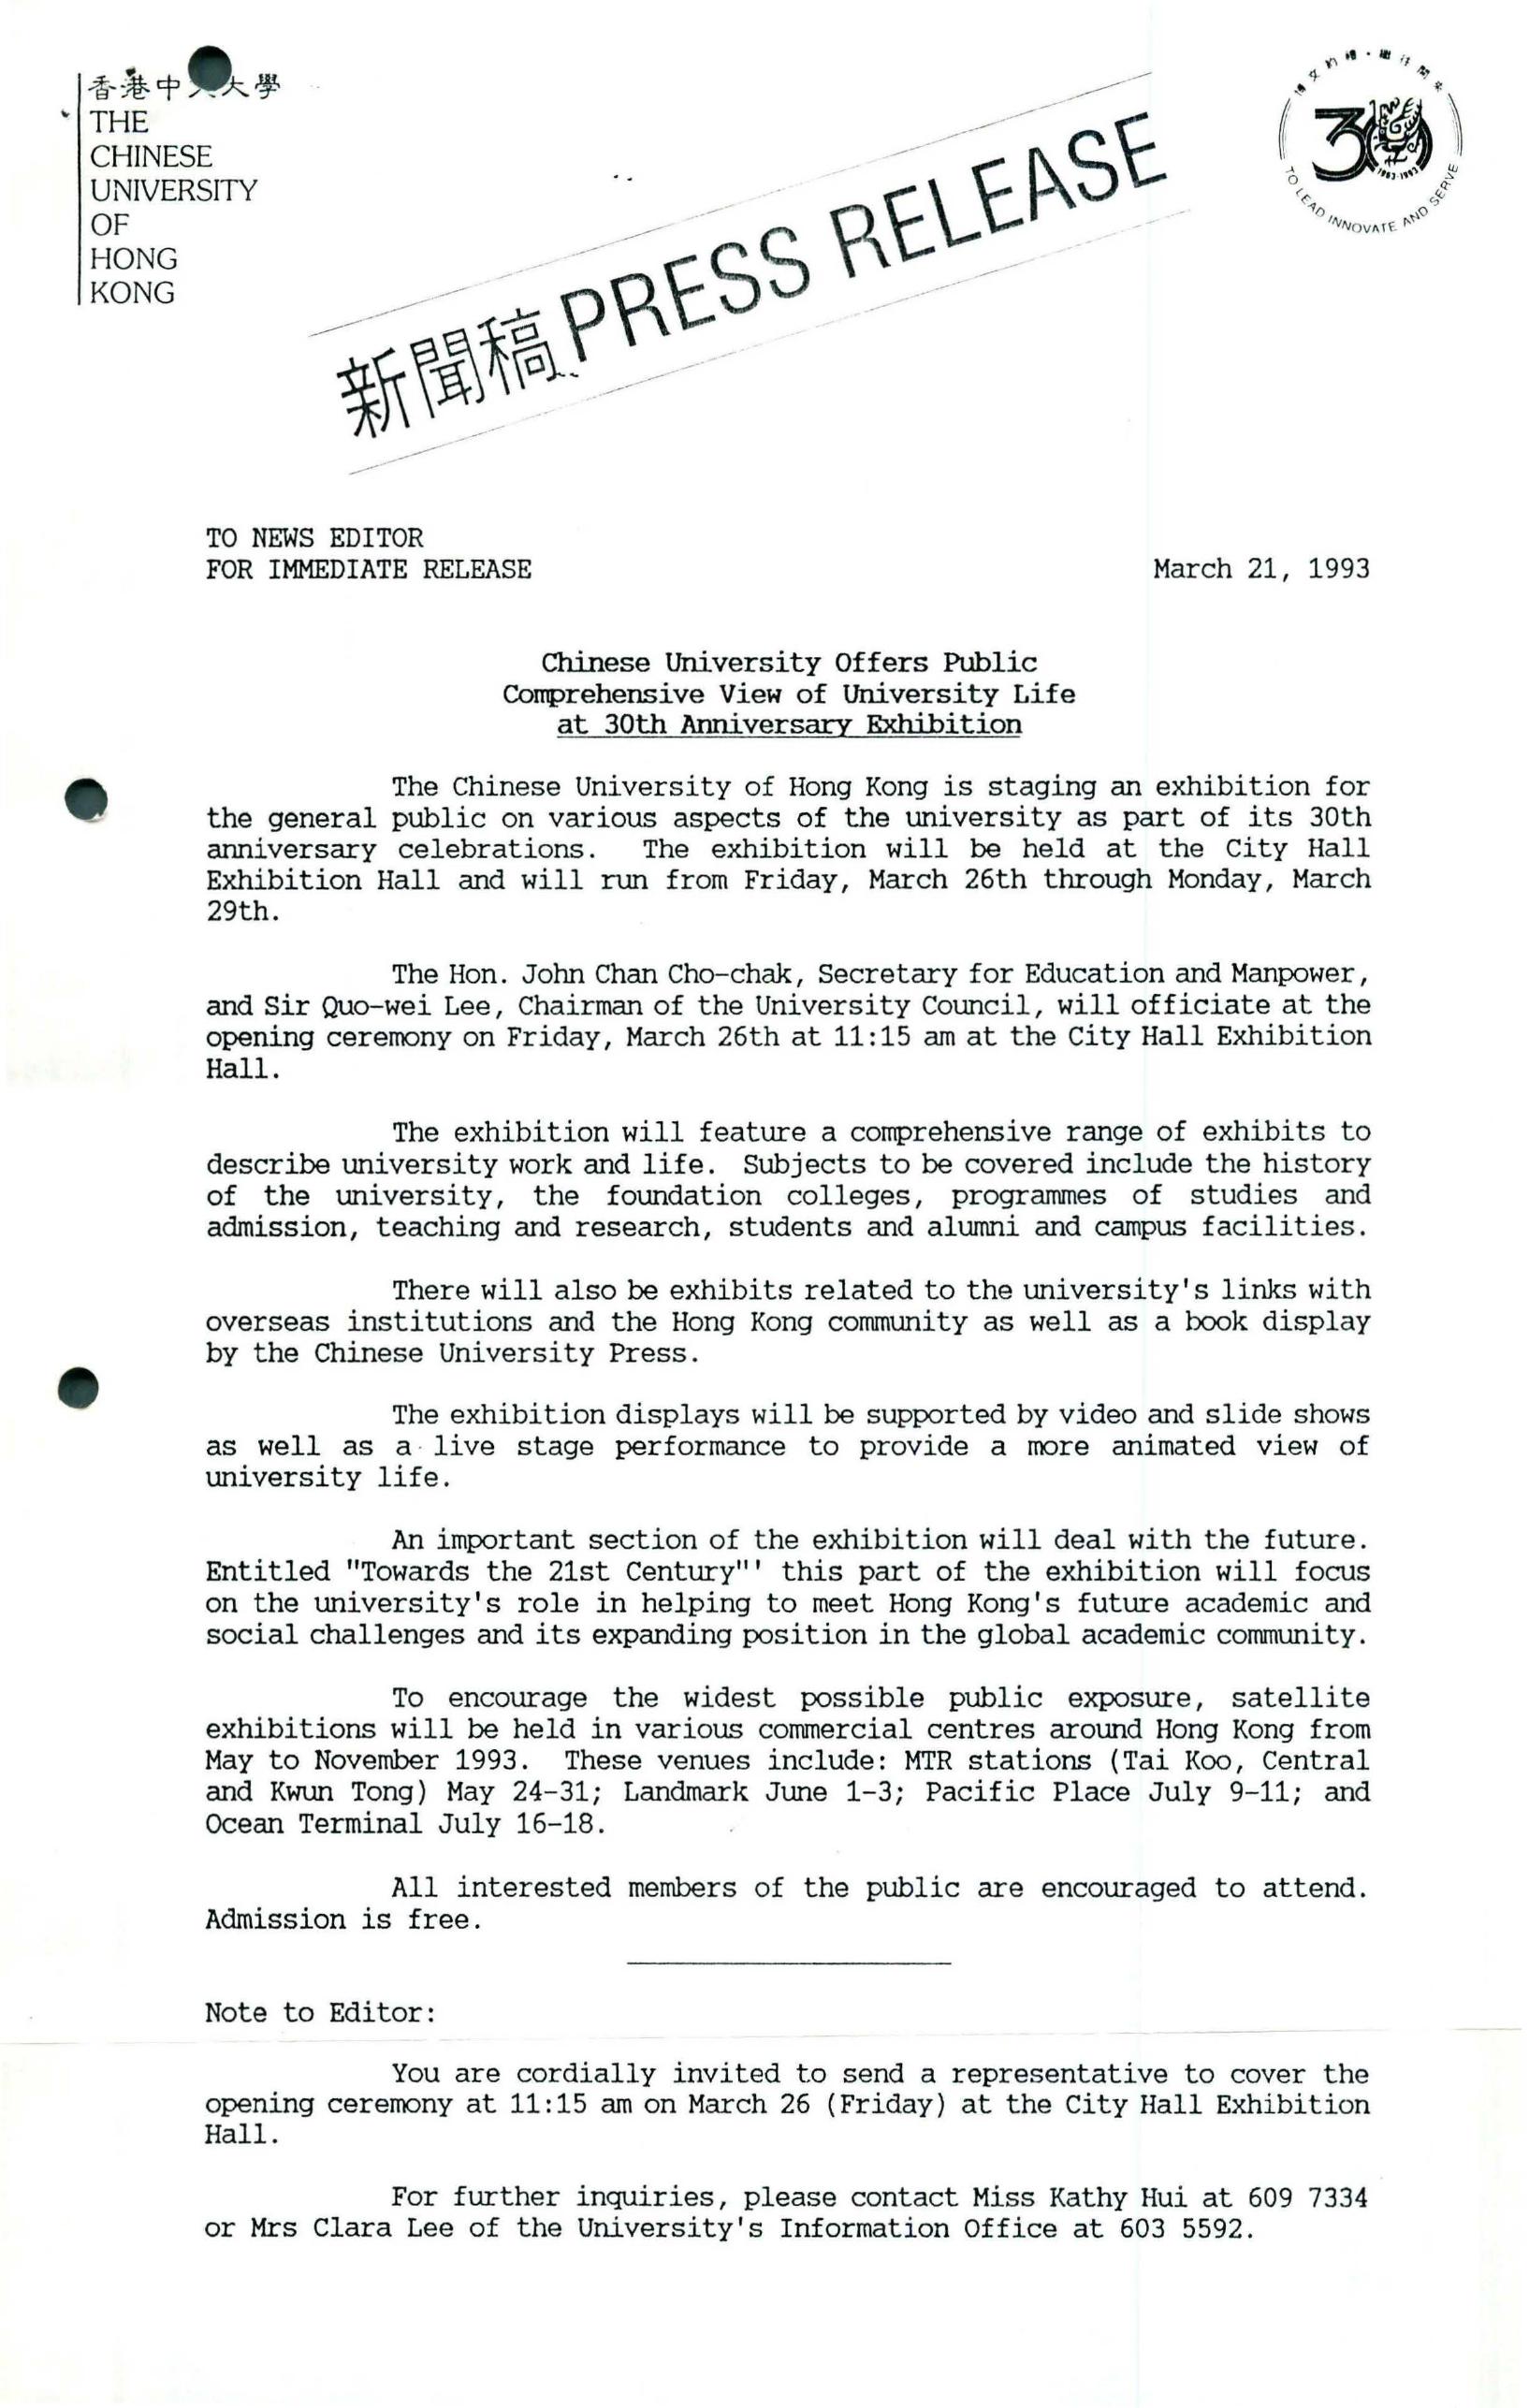 香港中文大學
THE
CHINESE
UNIVERSITY
OF
HONG
KONG
博文約禮・繼往開來
30
1963-1993
TO LEAD INNOVATE AND SERVE
新聞稿 PRESS RELEASE
TO NEWS EDITOR
FOR IMMEDIATE RELEASE March 21, 1993
Chinese University Offers Public
Comprehensive View of University Life
at 30th Anniversary Exhibition
The Chinese University of Hong Kong is staging an exhibition for
the general public on various aspects of the university as part of its 30th
anniversary celebrations. The exhibition will be held at the City Hall
Exhibition Hall and will run from Friday, March 26th through Monday, March
29th.
The Hon. John Chan Cho-chak, Secretary for Education and Manpower,
and Sir Quo-wei Lee, Chairman of the University Council, will officiate at the
opening ceremony on Friday, March 26th at 11:15 am at the City Hall Exhibition
Hall.
The exhibition will feature a comprehensive range of exhibits to
describe university work and life. Subjects to be covered include the history
of the university, the foundation colleges, programmes of studies and
admission, teaching and research, students and alumni and campus facilities.
There will also be exhibits related to the university's links with
overseas institutions and the Hong Kong community as well as a book display
by the Chinese University Press.
The exhibition displays will be supported by video and slide shows
as well as a live stage performance to provide a more animated view of
university life.
An important section of the exhibition will deal with the future.
Entitled "Towards the 21st Century"' this part of the exhibition will focus
on the university's role in helping to meet Hong Kong's future academic and
social challenges and its expanding position in the global academic community.
To encourage the widest possible public exposure, satellite
exhibitions will be held in various commercial centres around Hong Kong from
May to November 1993. These venues include: MTR stations (Tai Koo, Central
and Kwun Tong) May 24-31; Landmark June 1-3; Pacific Place July 9-11; and
Ocean Terminal July 16-18.
All interested members of the public are encouraged to attend.
Admission is free.
Note to Editor:
You are cordially invited to send a representative to cover the
opening ceremony at 11:15 am on March 26 (Friday) at the City Hall Exhibition
Hall.
For further inquiries, please contact Miss Kathy Hui at 609 7334
or Mrs Clara Lee of the University's Information Office at 603 5592.